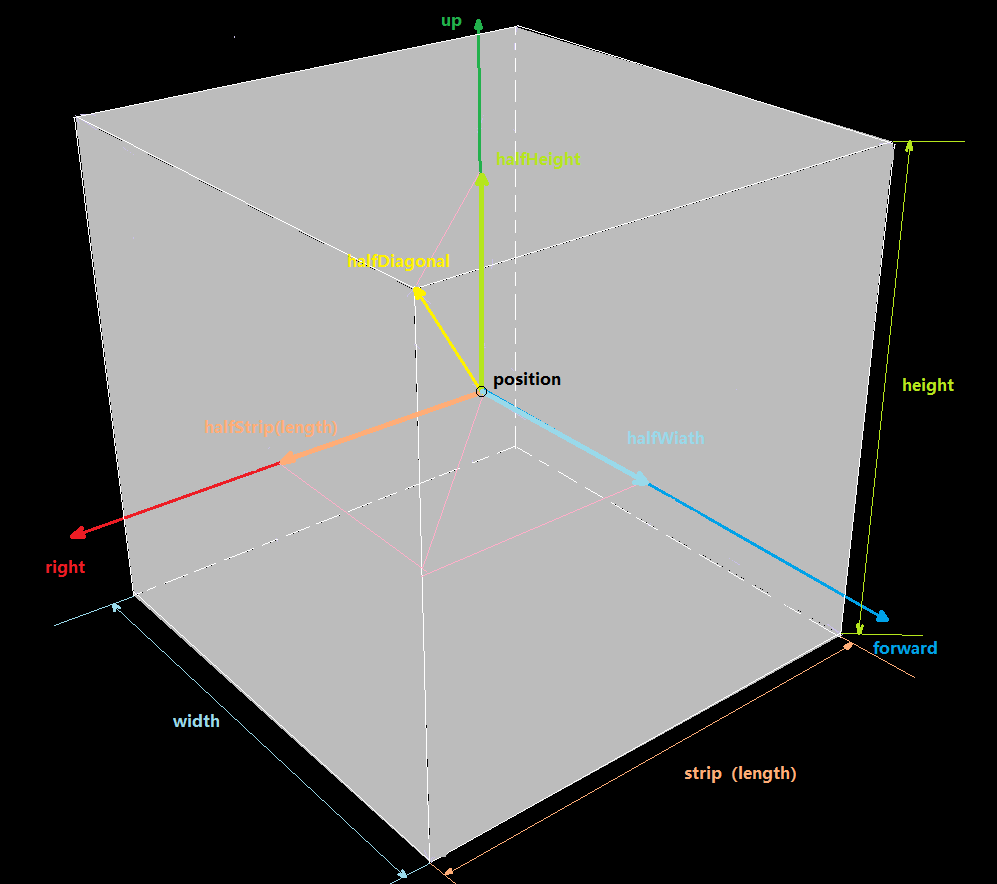 up
halfHeight
halfDiagonal
position
height
halfStrip(length)
halfWiath
right
forward
width
strip (length)